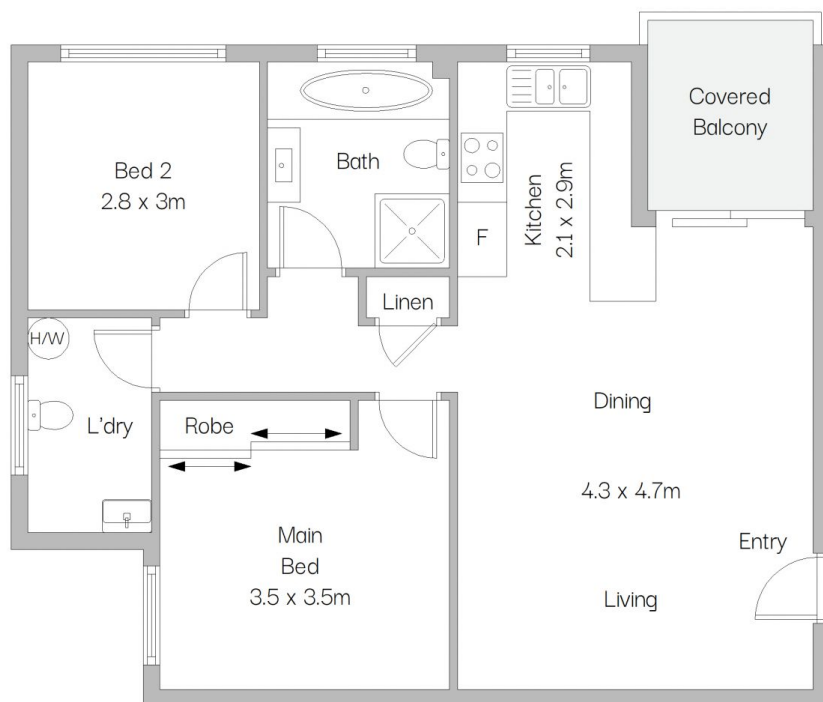 Bed 2
2.8 x 3m
Bath
Kitchen
2.1 x 2.9m
F
Covered
Balcony
H/W
L'dry
Linen
Robe
Main
Bed
3.5 x 3.5m
Dining
4.3 x 4.7m
Entry
Living